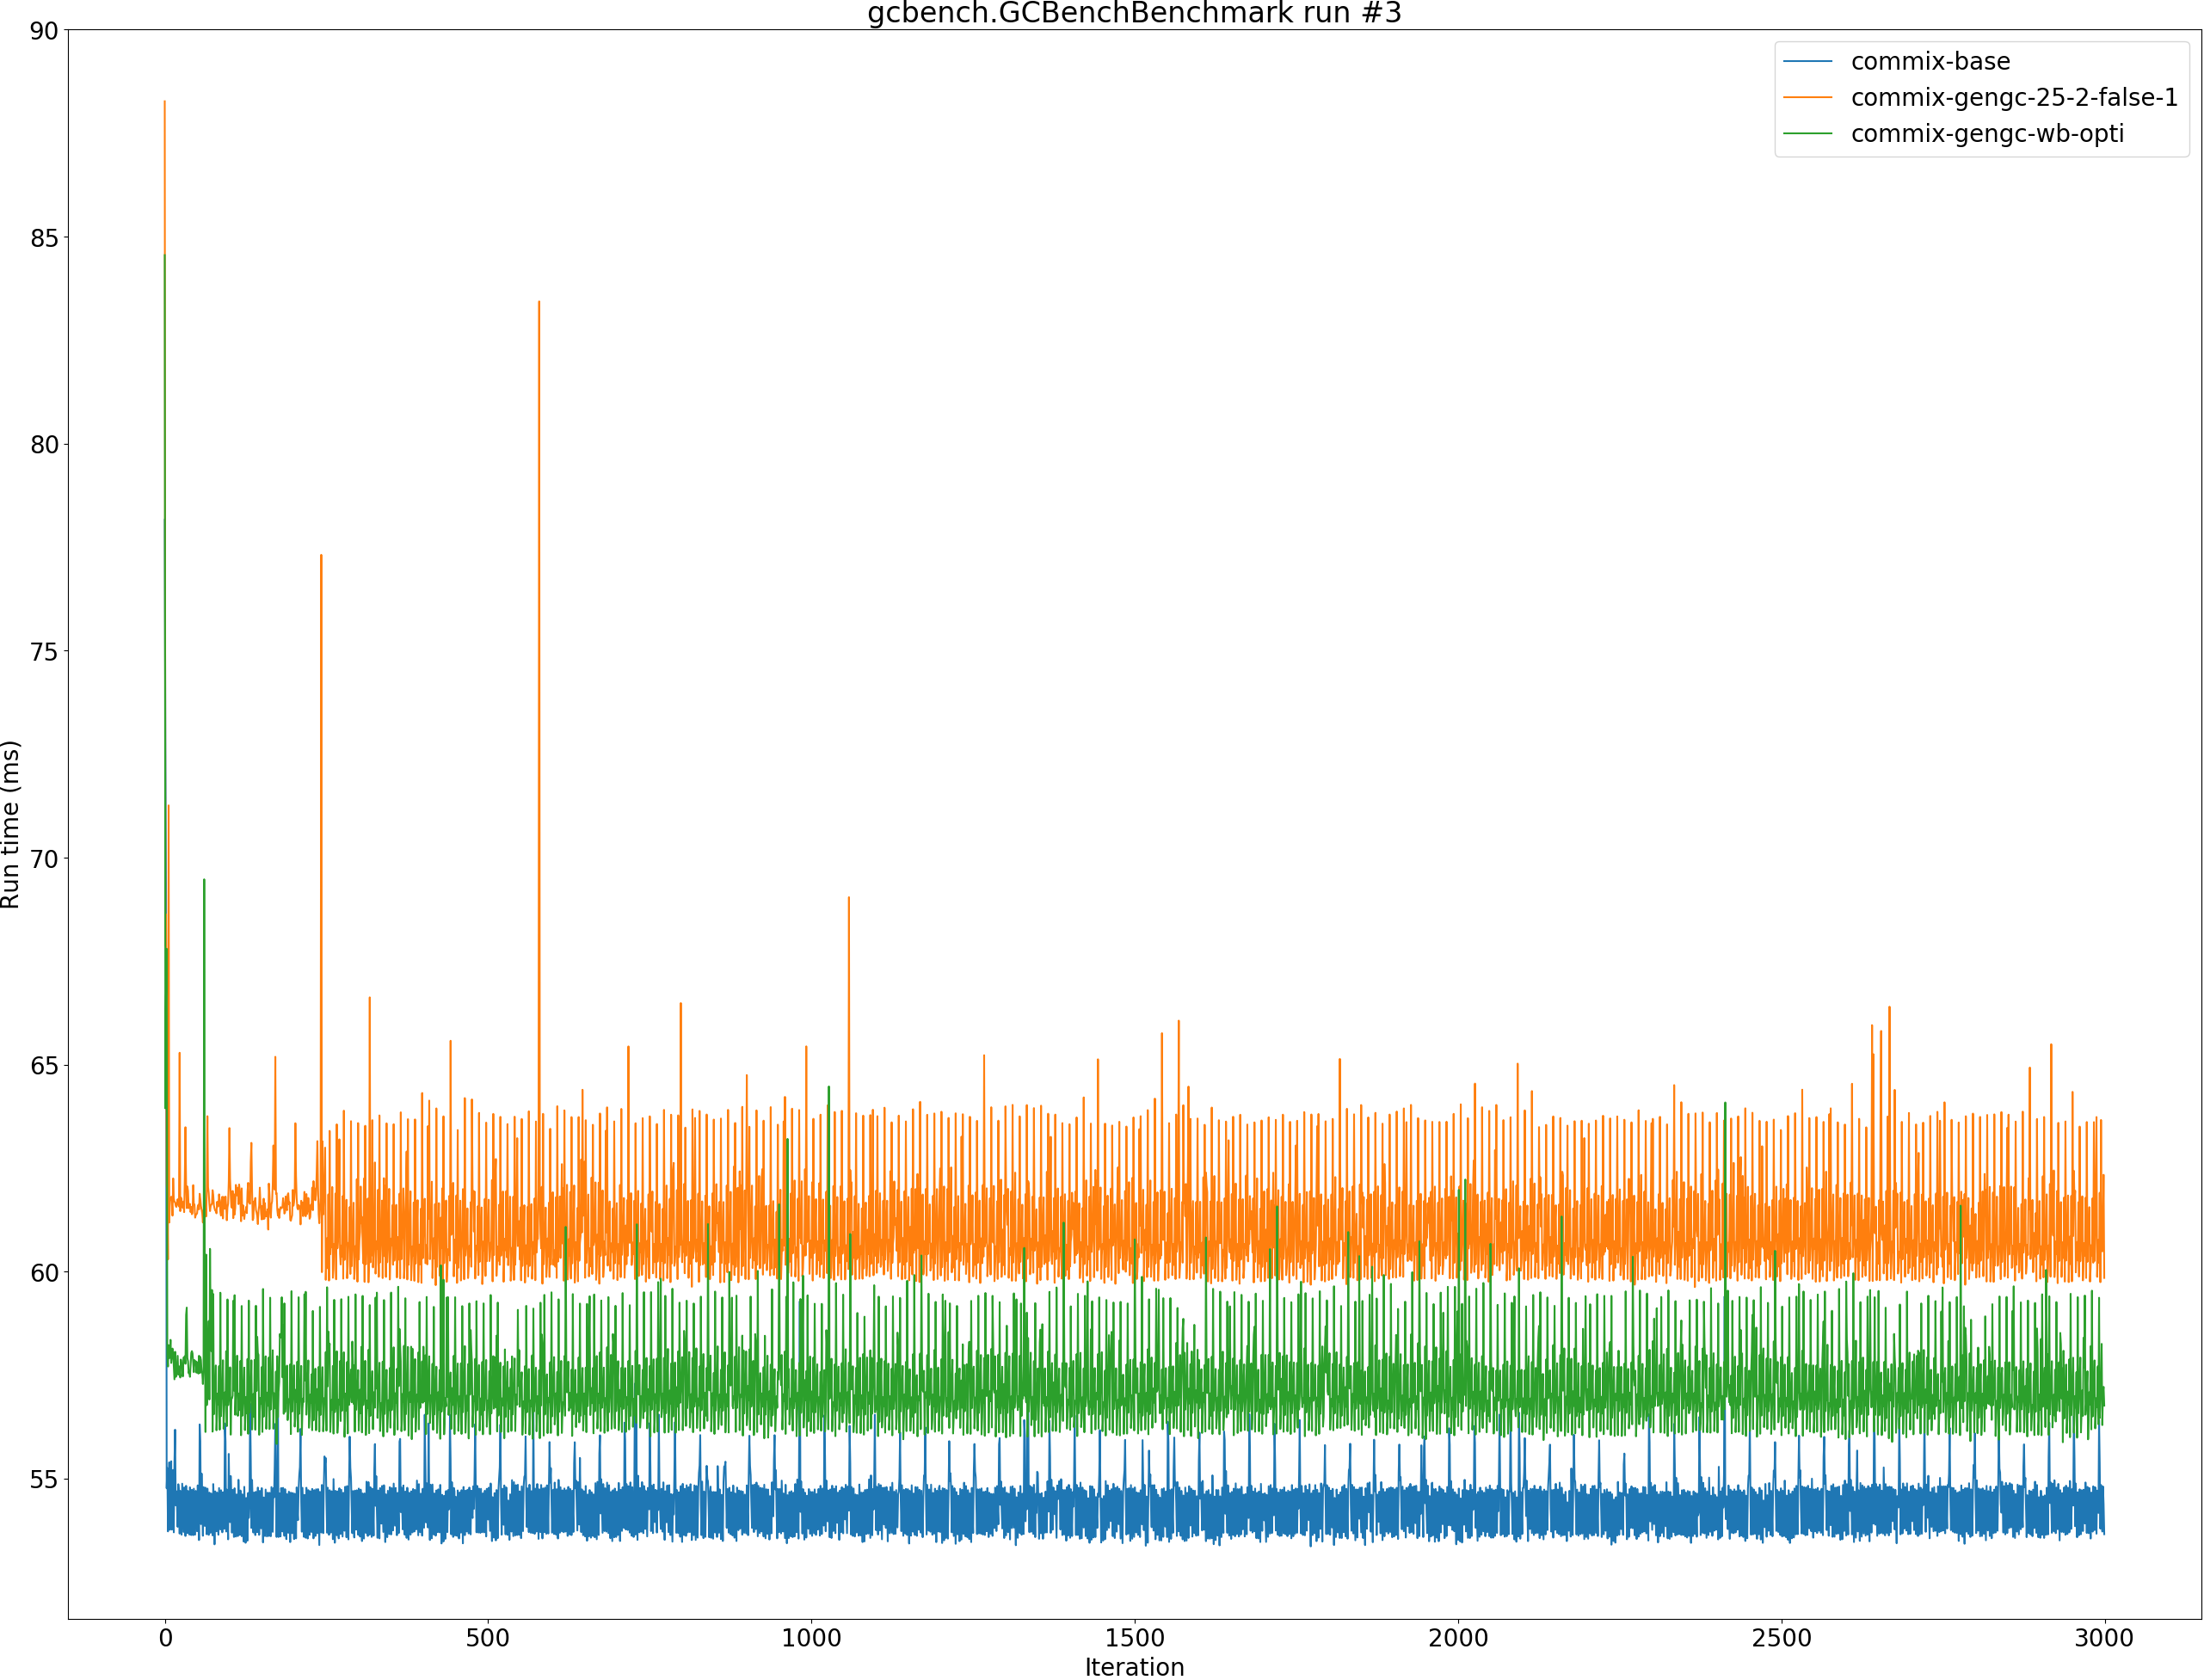 gcbench.GCBenchBenchmark run #3
commix-base
commix-gengc-25-2-false-1
commix-gengc-wb-opti
Run time (ms)
90
85
80
75
70
65
60
55
0 500 1000 1500 2000 2500 3000
Iteration